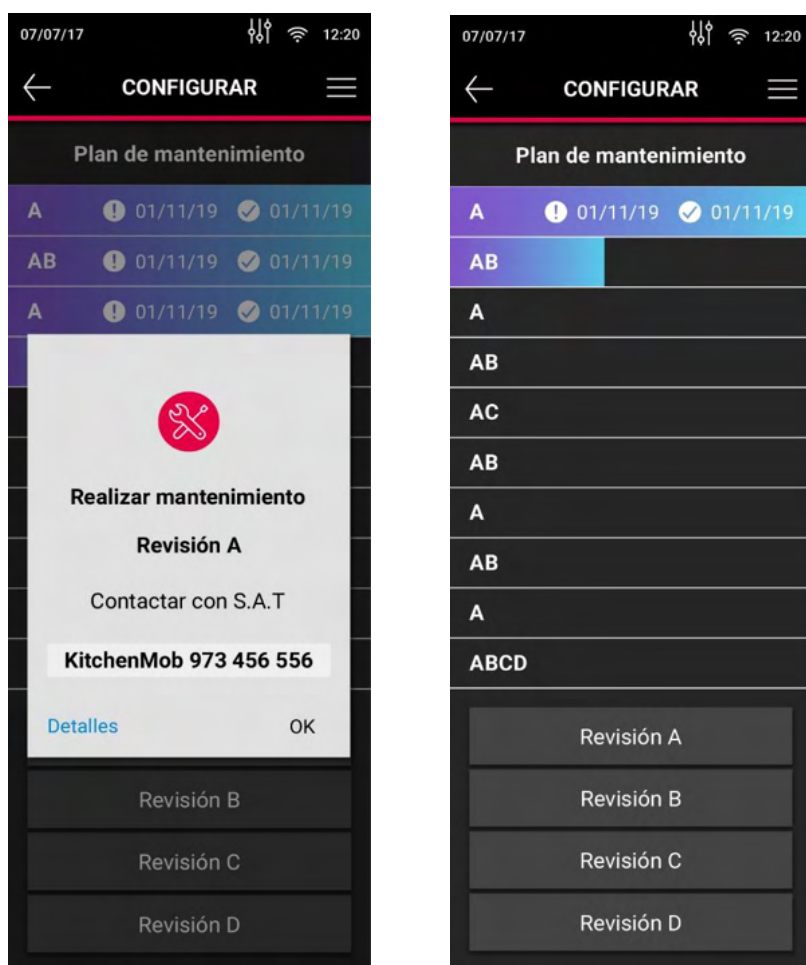 07/07/17 12:20
CONFIGURAR
Plan de mantenimiento
A 01/11/19 01/11/19
AB 01/11/19 01/11/19
A 01/11/19 01/11/19
Realizar mantenimiento
Revisión A
Contactar con S.A.T
KitchenMob 973 456 556
Detalles OK
Revisión B
Revisión C
Revisión D
07/07/17 12:20
CONFIGURAR
Plan de mantenimiento
A 01/11/19 01/11/19
AB
A
AB
AC
AB
A
AB
A
ABCD
Revisión A
Revisión B
Revisión C
Revisión D